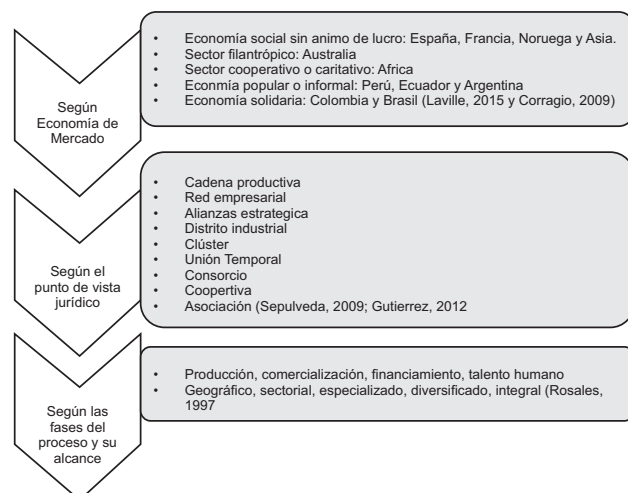 Según
Economía de
Mercado
• Economía social sin animo de lucro: España, Francia, Noruega y Asia.
• Sector filantrópico: Australia
• Sector cooperativo o caritativo: Africa
• Econmía popular o informal: Perú, Ecuador y Argentina
• Economía solidaria: Colombia y Brasil (Laville, 2015 y Corragio, 2009)
Según el
punto de vista
jurídico
• Cadena productiva
• Red empresarial
• Alianzas estrategica
• Distrito industrial
• Clúster
• Unión Temporal
• Consorcio
• Coopertiva
• Asociación (Sepulveda, 2009; Gutierrez, 2012
Según las
fases del
proceso y su
alcance
• Producción, comercialización, financiamiento, talento humano
• Geográfico, sectorial, especializado, diversificado, integral (Rosales,
1997